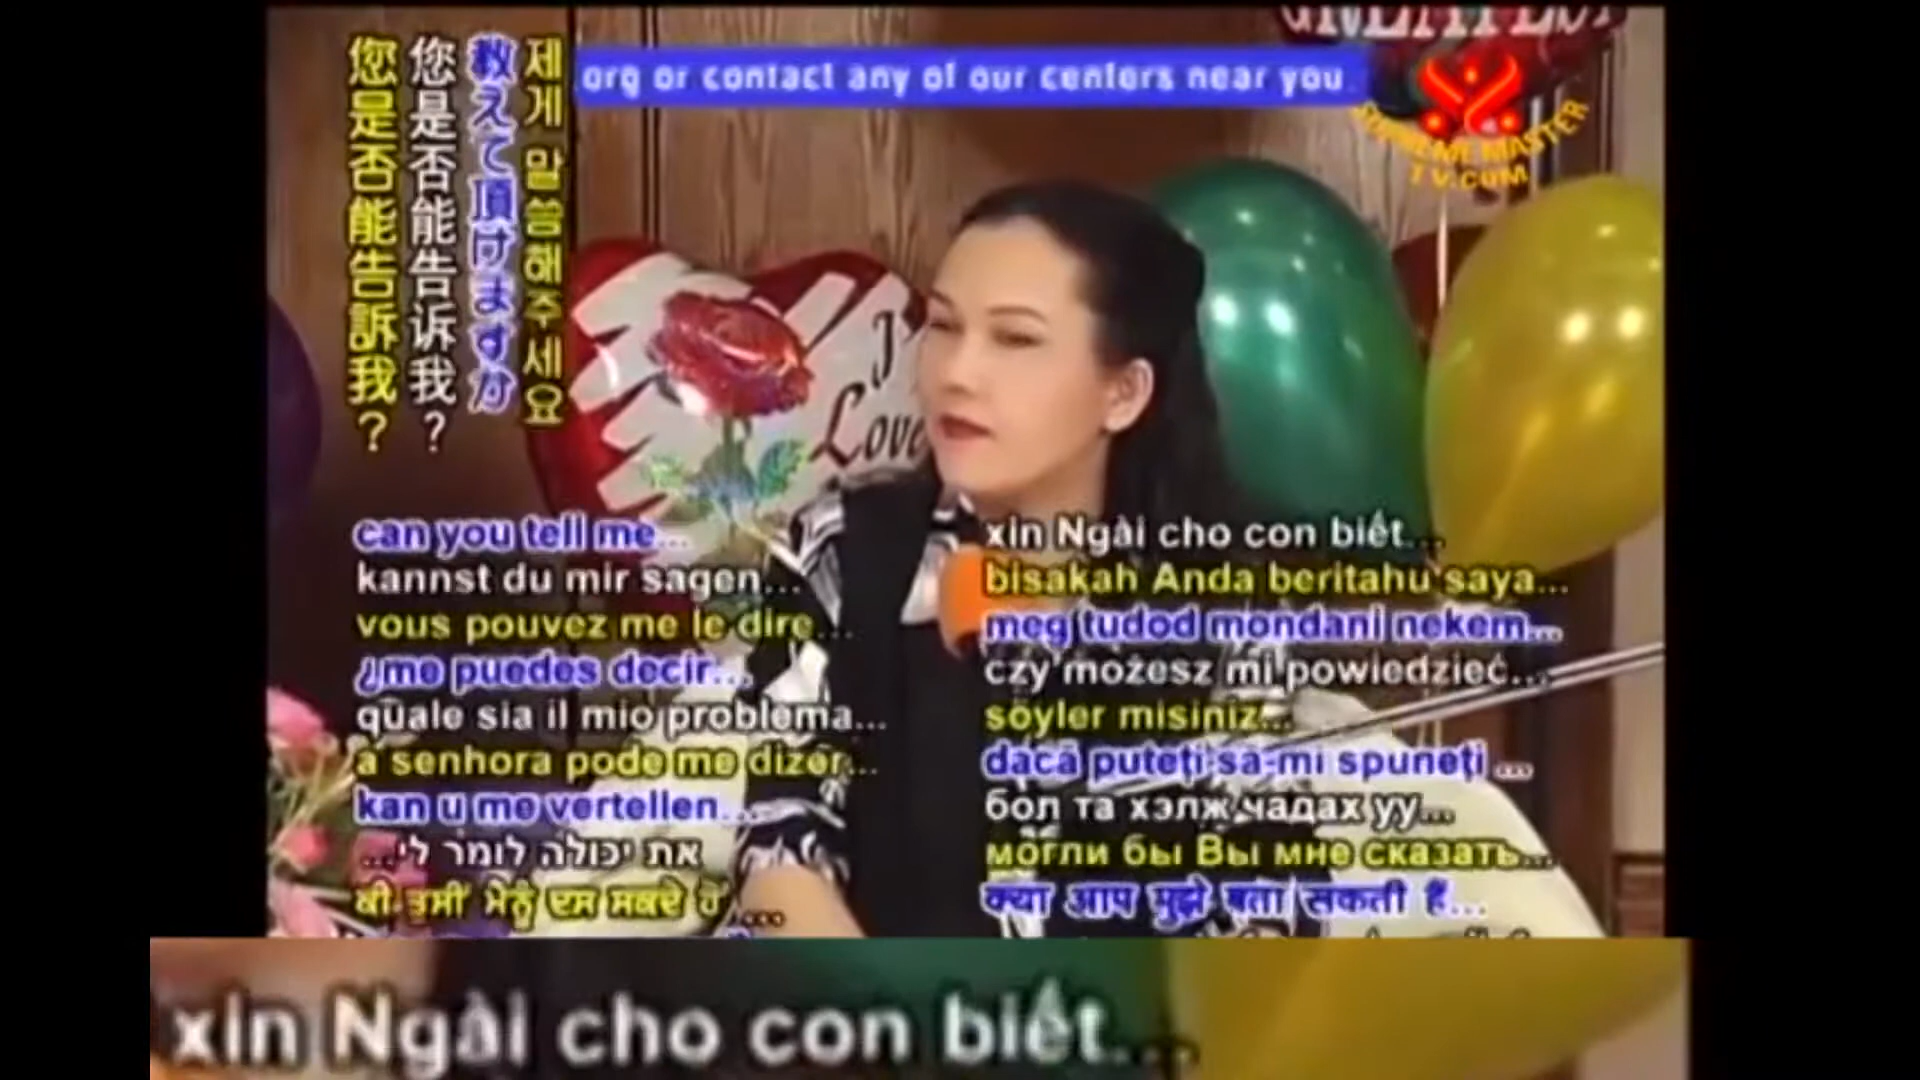 您是否能告訴我？
您是否能告诉我？
教えて頂けますか
제게 말씀해주세요
org or contact any of our centers near you.
SUPREME MASTER
TV.COM
I
Love
can you tell me...
kannst du mir sagen...
vous pouvez me le dire...
¿me puedes decir...
quale sia il mio problema...
a senhora pode me dizer...
kan u me vertellen...
את יכולה לומר לי...
ਕੀ ਤੁਸੀਂ ਮੈਨੂੰ ਦਸ ਸਕਦੇ ਹੋ ...
xin Ngài cho con biết...
bisakah Anda beritahu saya...
meg tudod mondani nekem...
czy możesz mi powiedzieć...
söyler misiniz...
dacă puteţi să-mi spuneţi ...
бол та хэлж чадах уу...
могли бы Вы мне сказать...
क्या आप मुझे बता सकती हैं...
xin Ngài cho con biết...